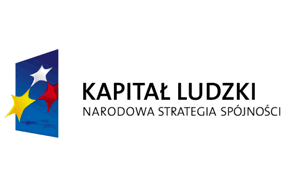 KAPITAŁ LUDZKI
NARODOWA STRATEGIA SPÓJNOŚCI